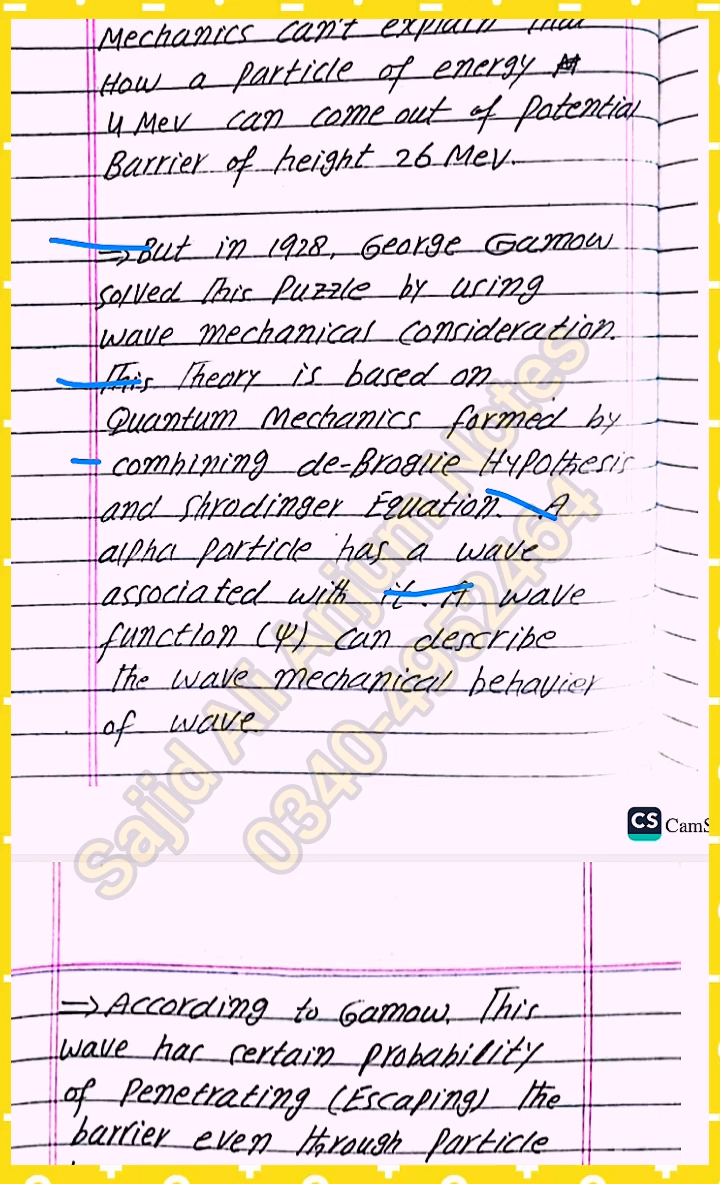 Mechanics can't explain that
How a particle of energy
4 Mev can come out of potential
Barrier of height 26 Mev.
⇒ But in 1928, George Gamow
solved This Puzzle by using
wave mechanical consideration.
This Theory is based on
Quantum Mechanics formed by
combining de-Broglie Hypothesis
and Shrodinger Equation. A
alpha particle has a wave
associated with it. A wave
function (Ψ) can describe
the wave mechanical behavier
of wave
Sajid Ali Anjum Notes
0340-4952464
CS CamS
⇒ According to Gamow. This
wave has certain probability
of Penetrating (Escaping) the
barrier even through particle